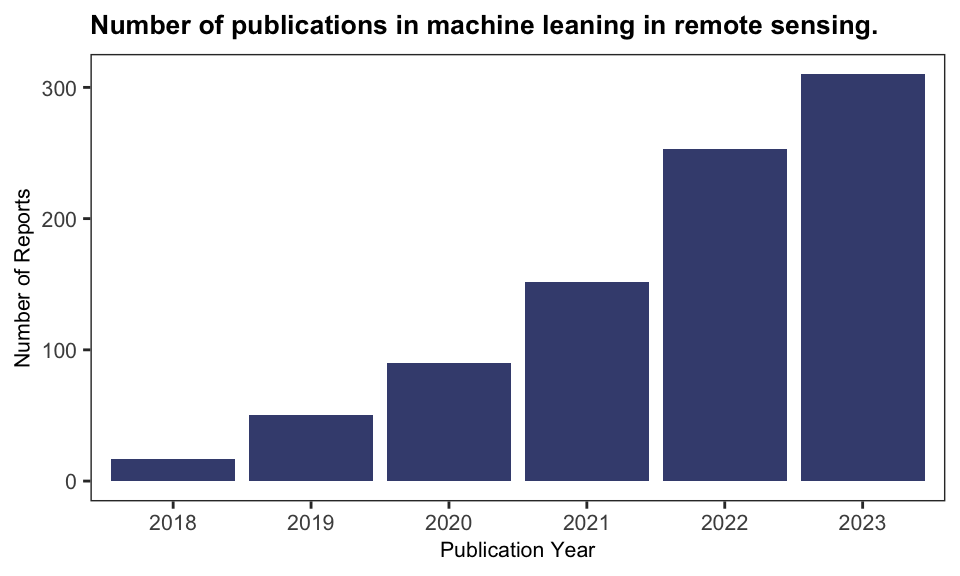 Number of publications in machine leaning in remote sensing.
Number of Reports
300
200
100
0
2018 2019 2020 2021 2022 2023
Publication Year